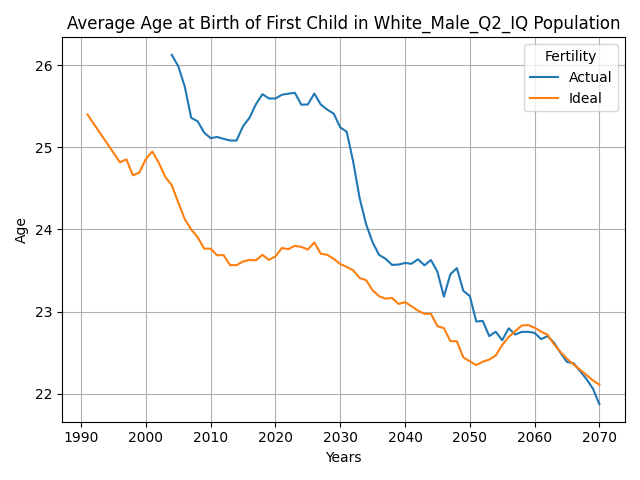 Average Age at Birth of First Child in White_Male_Q2_IQ Population
Fertility
Actual
Ideal
Age
26
25
24
23
22
1990 2000 2010 2020 2030 2040 2050 2060 2070
Years